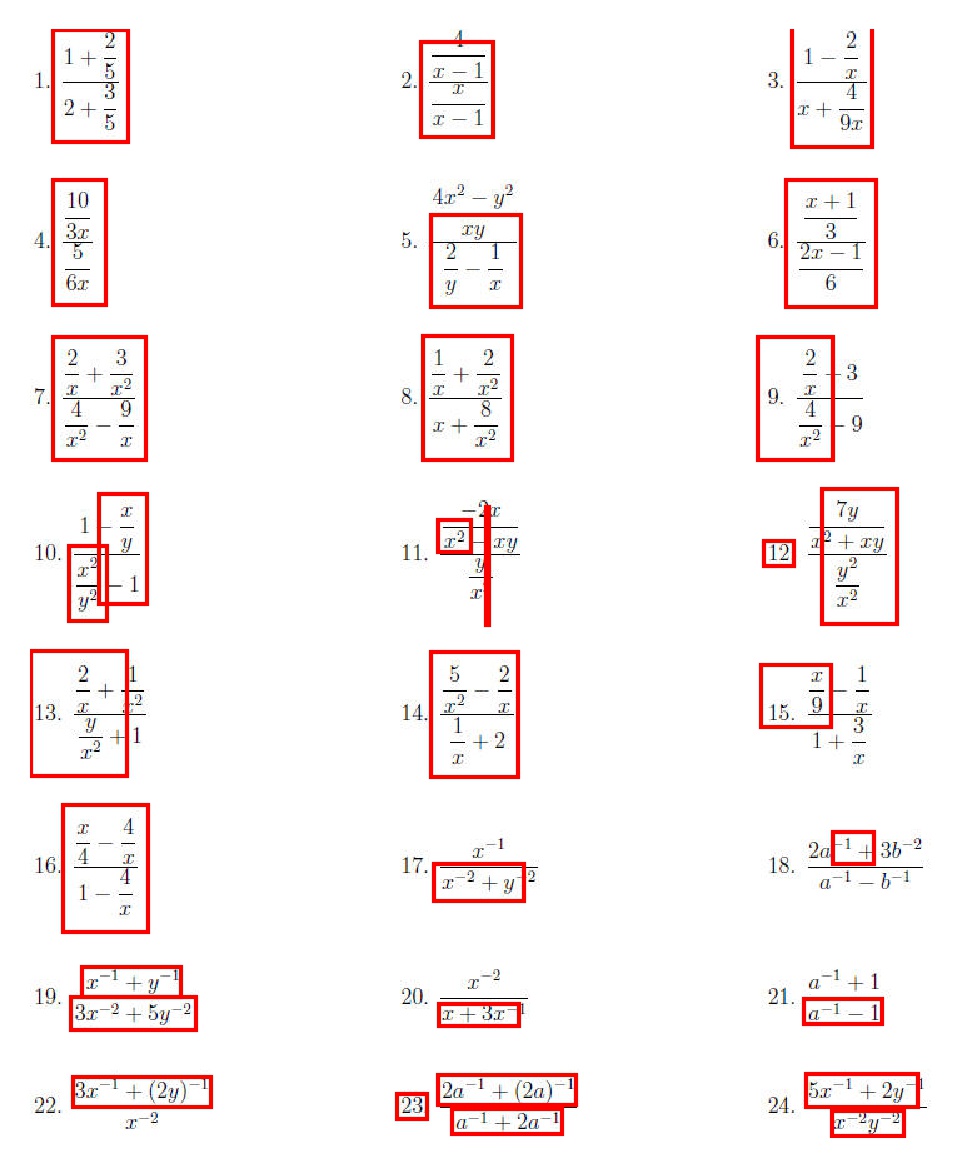 1. \frac{1 + \frac{2}{5}}{2 + \frac{3}{5}}
2. \frac{\frac{4}{x - 1}}{\frac{x}{x - 1}}
3. \frac{1 - \frac{2}{x}}{x + \frac{4}{9x}}
4. \frac{\frac{10}{3x}}{\frac{5}{6x}}
5. \frac{\frac{4x^2 - y^2}{xy}}{\frac{2}{y} - \frac{1}{x}}
6. \frac{\frac{x + 1}{3}}{\frac{2x - 1}{6}}
7. \frac{\frac{2}{x} + \frac{3}{x^2}}{\frac{4}{x^2} - \frac{9}{x}}
8. \frac{\frac{1}{x} + \frac{2}{x^2}}{x + \frac{8}{x^2}}
9. \frac{\frac{2}{x} - 3}{\frac{4}{x^2} - 9}
10. \frac{1 - \frac{x}{y}}{\frac{x^2}{y^2} - 1}
11. \frac{\frac{-2x}{x^2 - xy}}{\frac{y}{x}}
12 \frac{\frac{7y}{x^2 + xy}}{\frac{y^2}{x^2}}
13. \frac{\frac{2}{x} + \frac{1}{x^2}}{\frac{y}{x^2} + 1}
14. \frac{\frac{5}{x^2} - \frac{2}{x}}{\frac{1}{x} + 2}
15. \frac{\frac{x}{9} - \frac{1}{x}}{1 + \frac{3}{x}}
16. \frac{\frac{x}{4} - \frac{4}{x}}{1 - \frac{4}{x}}
17. \frac{x^{-1}}{x^{-2} + y^{-2}}
18. \frac{2a^{-1} + 3b^{-2}}{a^{-1} - b^{-1}}
19. \frac{x^{-1} + y^{-1}}{3x^{-2} + 5y^{-2}}
20. \frac{x^{-2}}{x + 3x^{-1}}
21. \frac{a^{-1} + 1}{a^{-1} - 1}
22. \frac{3x^{-1} + (2y)^{-1}}{x^{-2}}
23 \frac{2a^{-1} + (2a)^{-1}}{a^{-1} + 2a^{-1}}
24. \frac{5x^{-1} + 2y^{-1}}{x^{-2}y^{-2}}